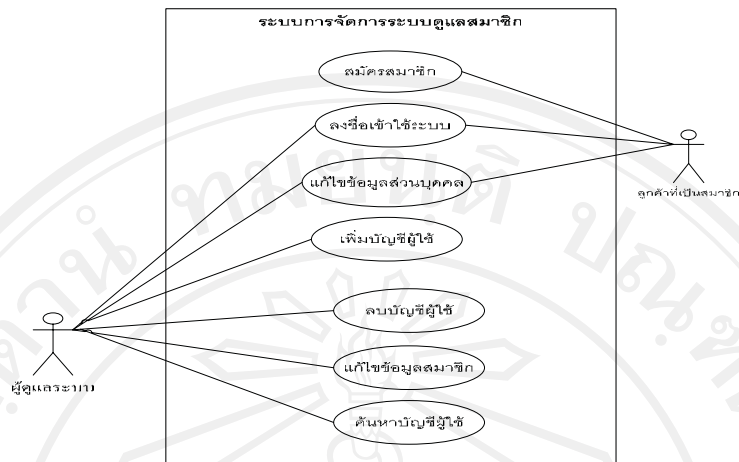 ระบบการจัดการระบบดูแลสมาชิก
สมัครสมาชิก
ลงชื่อเข้าใช้ระบบ
แก้ไขข้อมูลส่วนบุคคล
ลูกค้าที่เป็นสมาชิก
เพิ่มบัญชีผู้ใช้
ลบบัญชีผู้ใช้
แก้ไขข้อมูลสมาชิก
ผู้ดูแลระบบ
ค้นหาบัญชีผู้ใช้